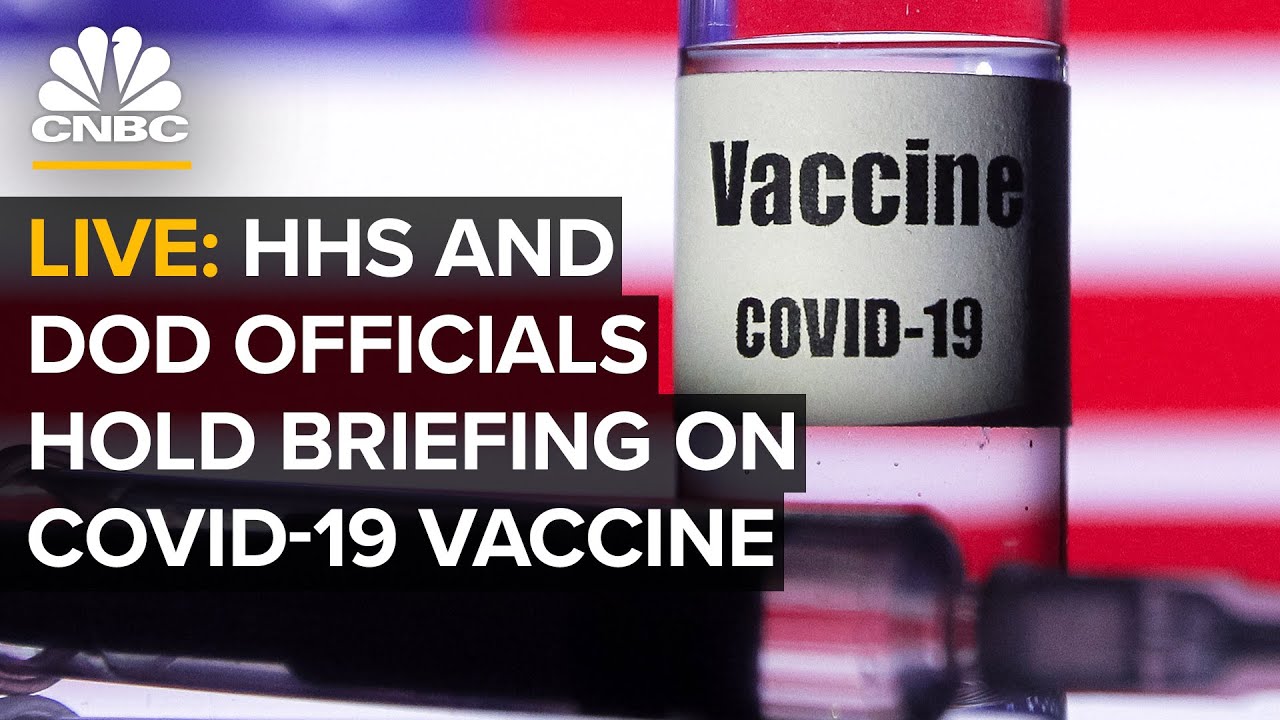 CNBC
LIVE: HHS AND
DOD OFFICIALS
HOLD BRIEFING ON
COVID-19 VACCINE
Vaccine
COVID-19